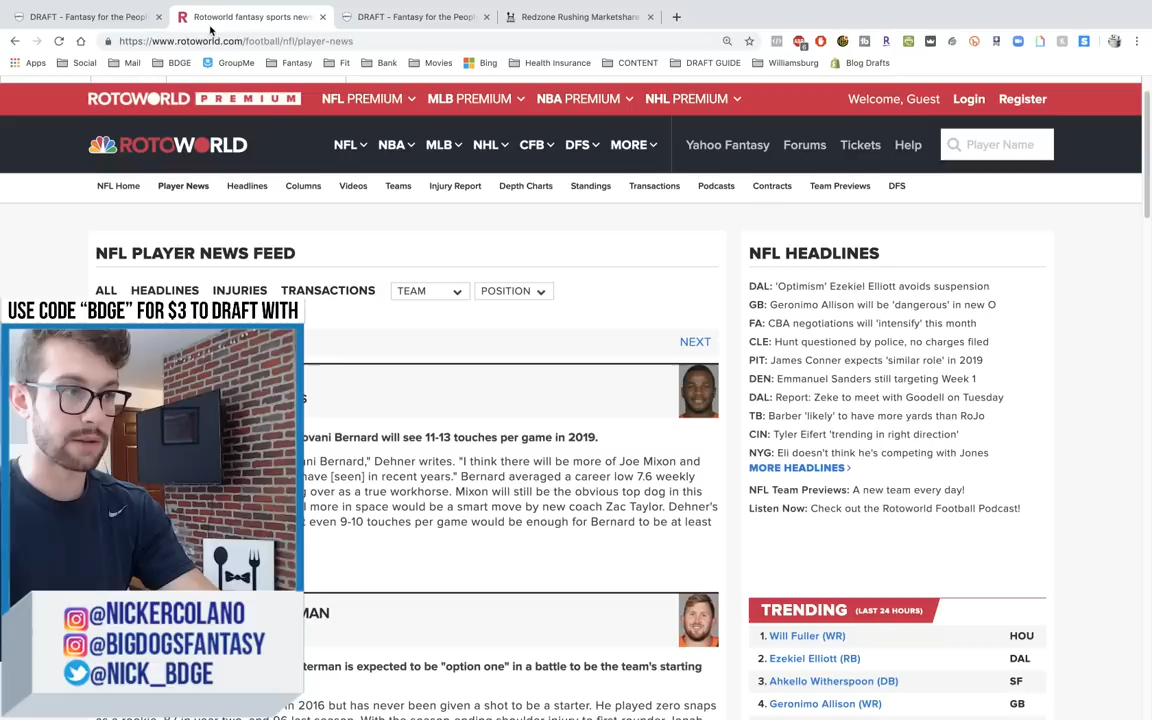 DRAFT - Fantasy for the Peopl
Rotoworld fantasy sports news
DRAFT - Fantasy for the Peopl
Redzone Rushing Marketshare
https://www.rotoworld.com/football/nfl/player-news
Apps Social Mail BDGE GroupMe Fantasy Fit Bank Movies Bing Health Insurance CONTENT DRAFT GUIDE Williamsburg Blog Drafts
ROTOWORLD PREMIUM NFL PREMIUM MLB PREMIUM NBA PREMIUM NHL PREMIUM Welcome, Guest Login Register
ROTOWORLD NFL NBA MLB NHL CFB DFS MORE Yahoo Fantasy Forums Tickets Help Player Name
NFL Home Player News Headlines Columns Videos Teams Injury Report Depth Charts Standings Transactions Podcasts Contracts Team Previews DFS
NFL PLAYER NEWS FEED
ALL HEADLINES INJURIES TRANSACTIONS TEAM POSITION
NEXT
S
ovani Bernard will see 11-13 touches per game in 2019.
ni Bernard," Dehner writes. "I think there will be more of Joe Mixon and
have [seen] in recent years." Bernard averaged a career low 7.6 weekly
over as a true workhorse. Mixon will still be the obvious top dog in this
l more in space would be a smart move by new coach Zac Taylor. Dehner's
even 9-10 touches per game would be enough for Bernard to be at least
MAN
terman is expected to be "option one" in a battle to be the team's starting
in 2016 but has never been given a shot to be a starter. He played zero snaps
NFL HEADLINES
DAL: 'Optimism' Ezekiel Elliott avoids suspension
GB: Geronimo Allison will be 'dangerous' in new O
FA: CBA negotiations will 'intensify' this month
CLE: Hunt questioned by police, no charges filed
PIT: James Conner expects 'similar role' in 2019
DEN: Emmanuel Sanders still targeting Week 1
DAL: Report: Zeke to meet with Goodell on Tuesday
TB: Barber 'likely' to have more yards than RoJo
CIN: Tyler Eifert 'trending in right direction'
NYG: Eli doesn't think he's competing with Jones
MORE HEADLINES ›
NFL Team Previews: A new team every day!
Listen Now: Check out the Rotoworld Football Podcast!
TRENDING (LAST 24 HOURS)
1. Will Fuller (WR) HOU
2. Ezekiel Elliott (RB) DAL
3. Ahkello Witherspoon (DB) SF
4. Geronimo Allison (WR) GB
USE CODE "BDGE" FOR $3 TO DRAFT WITH
@NICKERCOLANO
@BIGDOGSFANTASY
@NICK_BDGE